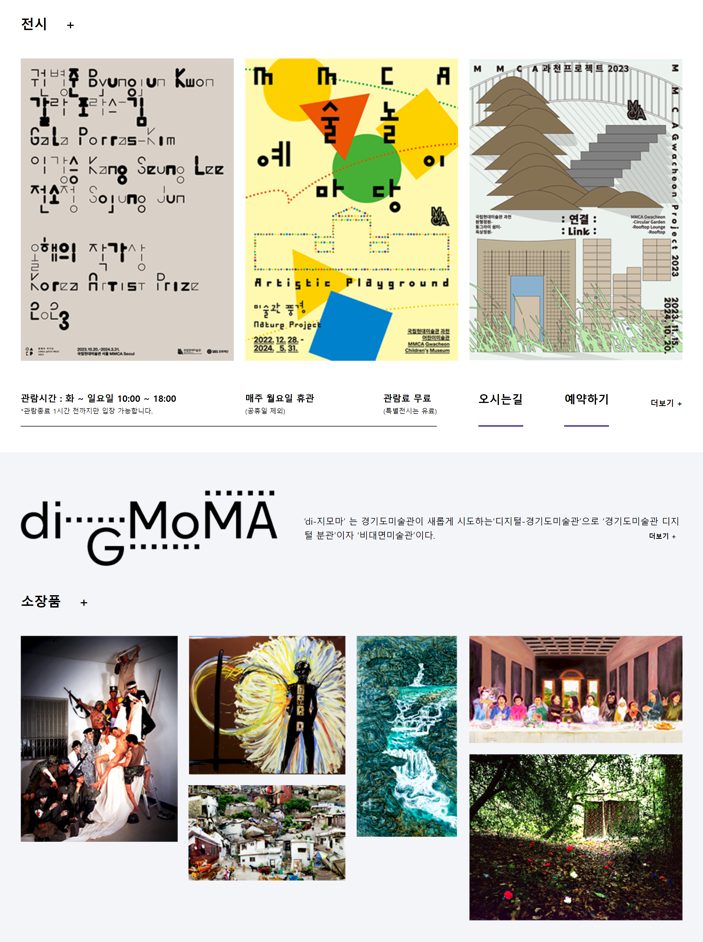 전시 +
권병준 Byungjun Kwon
갈라 포라스-김
Gala Porras-Kim
이강승 Kang Seung Lee
전소정 Sojung Jun
올해의 작가상
Korea Artist Prize
2023
2023.10.20.-2024.3.31.
국립현대미술관 서울 MMCA Seoul
MMCA
예술놀이
마당
Artistic Playground
미술관 풍경
Nature Project
2022. 12. 28. -
2024. 5. 31.
국립현대미술관 과천
어린이미술관
MMCA Gwacheon
Children's Museum
MMCA과천프로젝트 2023
MMCA Gwacheon Project 2023
국립현대미술관 과천
: 연결 :
: Link :
MMCA Gwacheon
-Circular Garden
-Rooftop Lounge
-Rooftop
2023. 11. 15.
2024. 10. 20.
관람시간 : 화 ~ 일요일 10:00 ~ 18:00
*관람종료 1시간 전까지만 입장 가능합니다.
매주 월요일 휴관
(공휴일 제외)
관람료 무료
(특별전시는 유료)
오시는길
예약하기
더보기 +
di GMoMA
'di-지모마' 는 경기도미술관이 새롭게 시도하는'디지털-경기도미술관'으로 '경기도미술관 디지
털 분관'이자 '비대면미술관'이다.
더보기 +
소장품 +